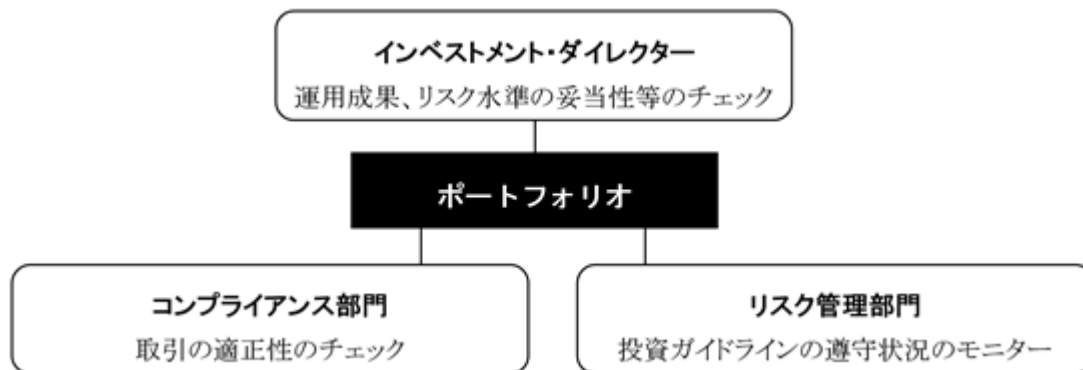 インベストメント・ダイレクター
運用成果、リスク水準の妥当性等のチェック
ポートフォリオ
コンプライアンス部門
取引の適正性のチェック
リスク管理部門
投資ガイドラインの遵守状況のモニター